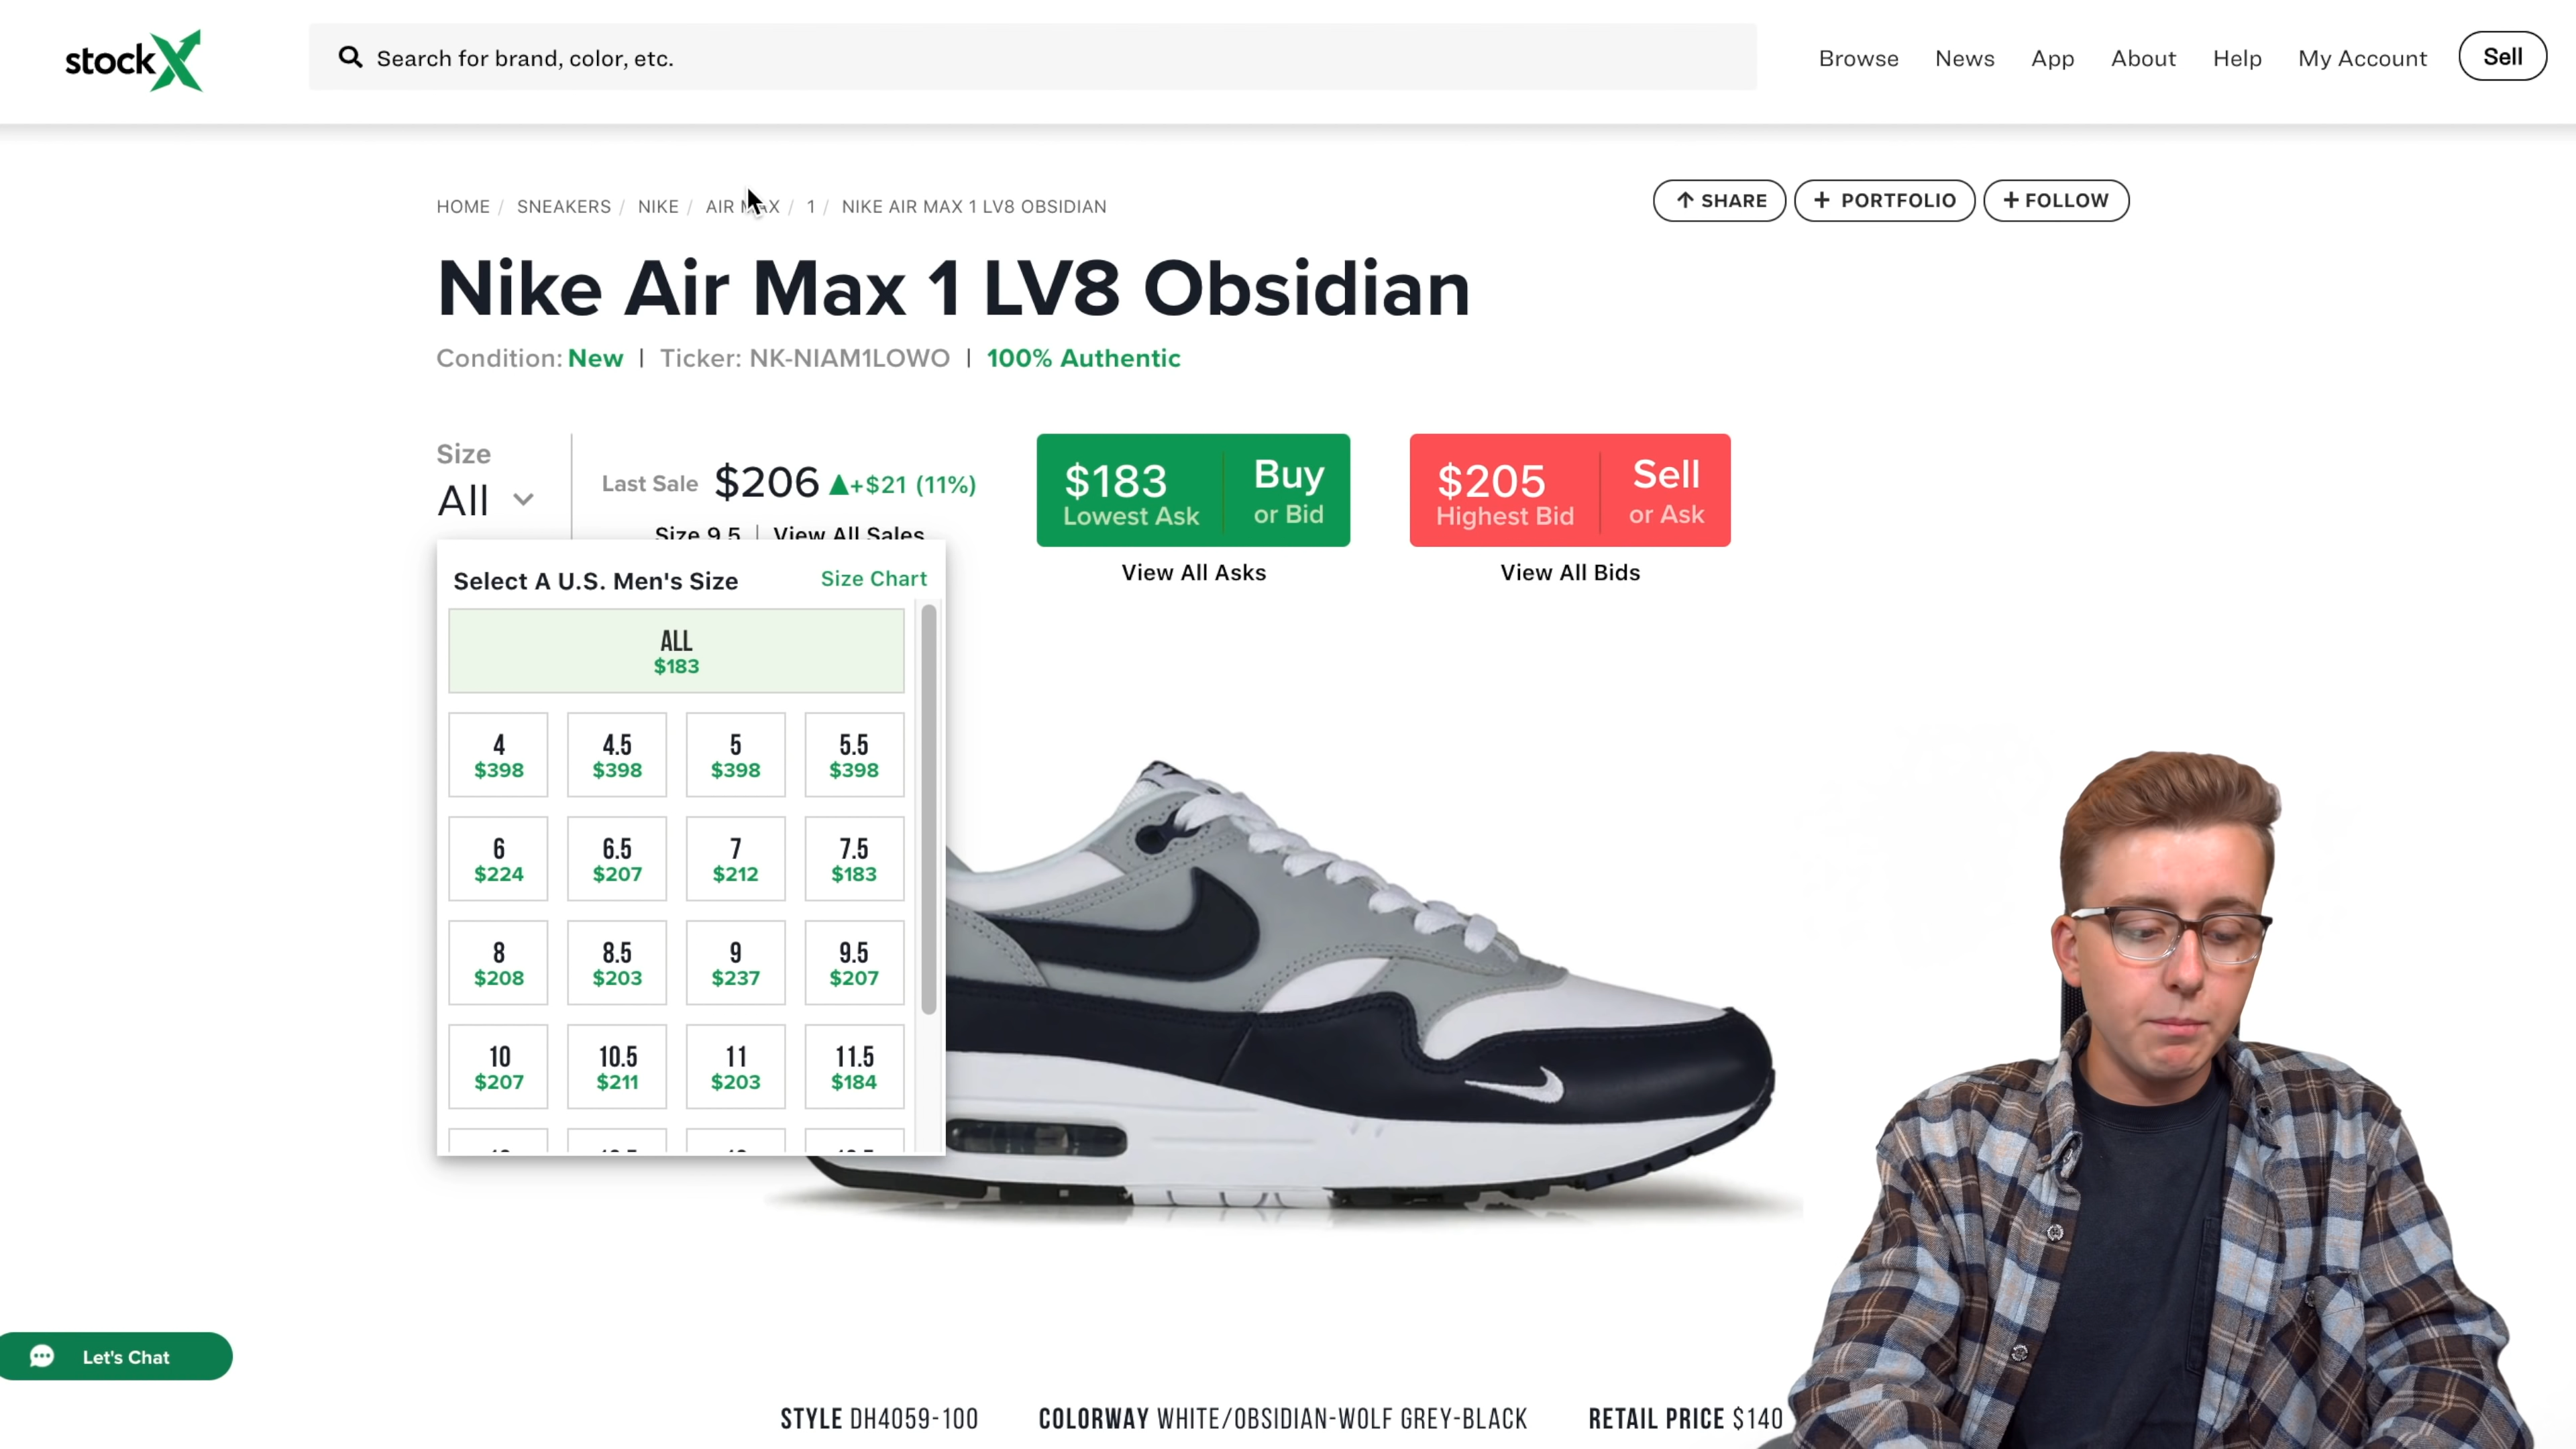 stockX
Search for brand, color, etc.
Browse News App About Help My Account Sell
HOME / SNEAKERS / NIKE / AIR MAX / 1 / NIKE AIR MAX 1 LV8 OBSIDIAN
SHARE + PORTFOLIO + FOLLOW
Nike Air Max 1 LV8 Obsidian
Condition: New | Ticker: NK-NIAM1LOWO | 100% Authentic
Size
All
Last Sale $206 ▲+$21 (11%)
Size 9.5 | View All Sales
$183 Buy
Lowest Ask or Bid
View All Asks
$205 Sell
Highest Bid or Ask
View All Bids
Select A U.S. Men's Size Size Chart
ALL
$183
4 4.5 5 5.5
$398 $398 $398 $398
6 6.5 7 7.5
$224 $207 $212 $183
8 8.5 9 9.5
$208 $203 $237 $207
10 10.5 11 11.5
$207 $211 $203 $184
Let's Chat
STYLE DH4059-100 COLORWAY WHITE/OBSIDIAN-WOLF GREY-BLACK RETAIL PRICE $140